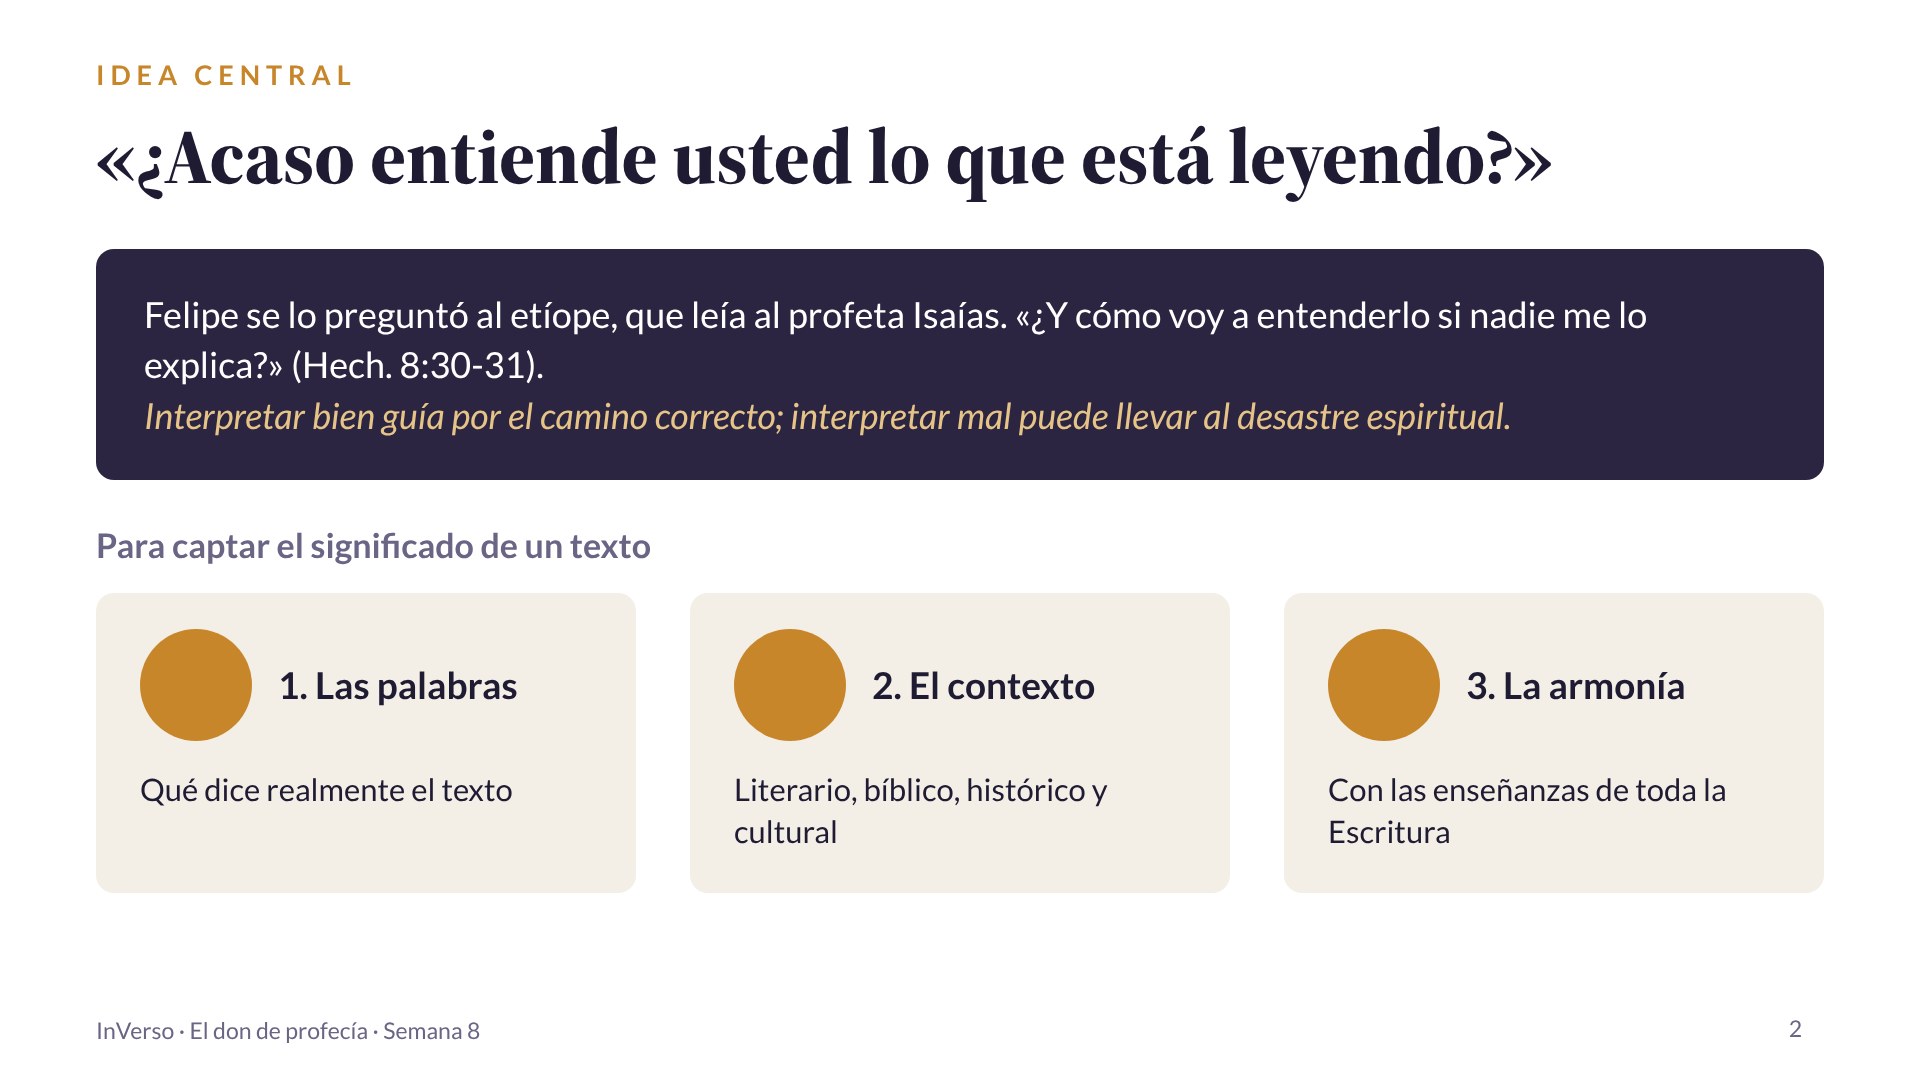 IDEA CENTRAL
«¿Acaso entiende usted lo que está leyendo?»
Felipe se lo preguntó al etíope, que leía al profeta Isaías. «¿Y cómo voy a entenderlo si nadie me lo
explica?» (Hech. 8:30-31).
Interpretar bien guía por el camino correcto; interpretar mal puede llevar al desastre espiritual.
Para captar el significado de un texto
1. Las palabras
Qué dice realmente el texto
2. El contexto
Literario, bíblico, histórico y
cultural
3. La armonía
Con las enseñanzas de toda la
Escritura
InVerso · El don de profecía · Semana 8
2